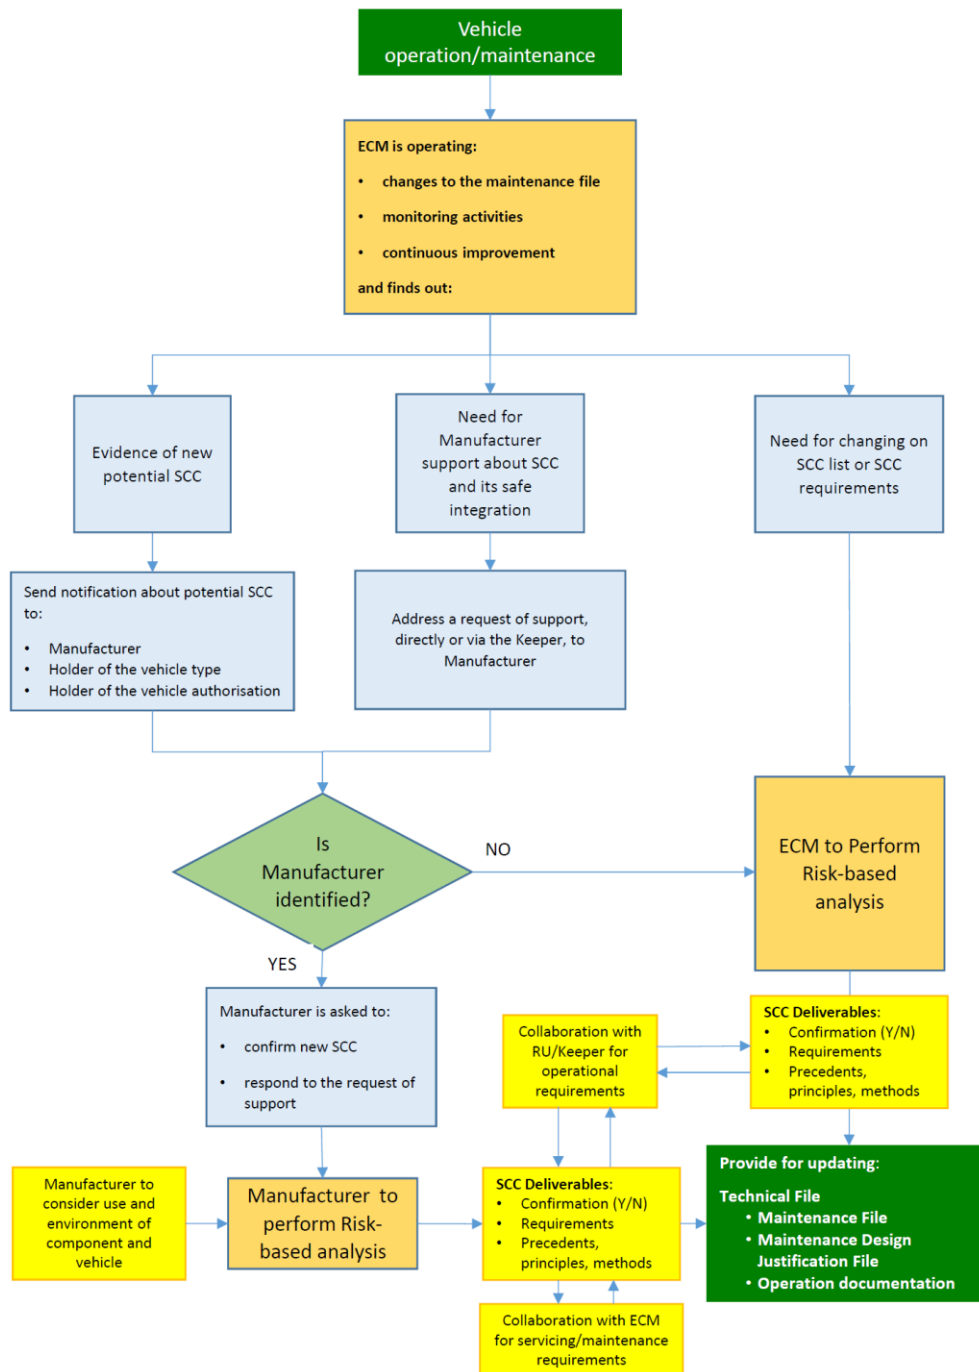 Vehicle
operation/maintenance
ECM is operating:
• changes to the maintenance file
• monitoring activities
• continuous improvement
and finds out:
Evidence of new
potential SCC
Need for
Manufacturer
support about SCC
and its safe
integration
Need for changing on
SCC list or SCC
requirements
Send notification about potential SCC
to:
• Manufacturer
• Holder of the vehicle type
• Holder of the vehicle authorisation
Address a request of support,
directly or via the Keeper, to
Manufacturer
Is
Manufacturer
identified?
NO
ECM to Perform
Risk-based
analysis
YES
Manufacturer is asked to:
• confirm new SCC
• respond to the request of
support
Collaboration with
RU/Keeper for
operational
requirements
SCC Deliverables:
• Confirmation (Y/N)
• Requirements
• Precedents,
principles, methods
Manufacturer to
consider use and
environment of
component and
vehicle
Manufacturer to
perform Risk-
based analysis
SCC Deliverables:
• Confirmation (Y/N)
• Requirements
• Precedents,
principles, methods
Provide for updating:
Technical File
• Maintenance File
• Maintenance Design
Justification File
• Operation documentation
Collaboration with ECM
for servicing/maintenance
requirements